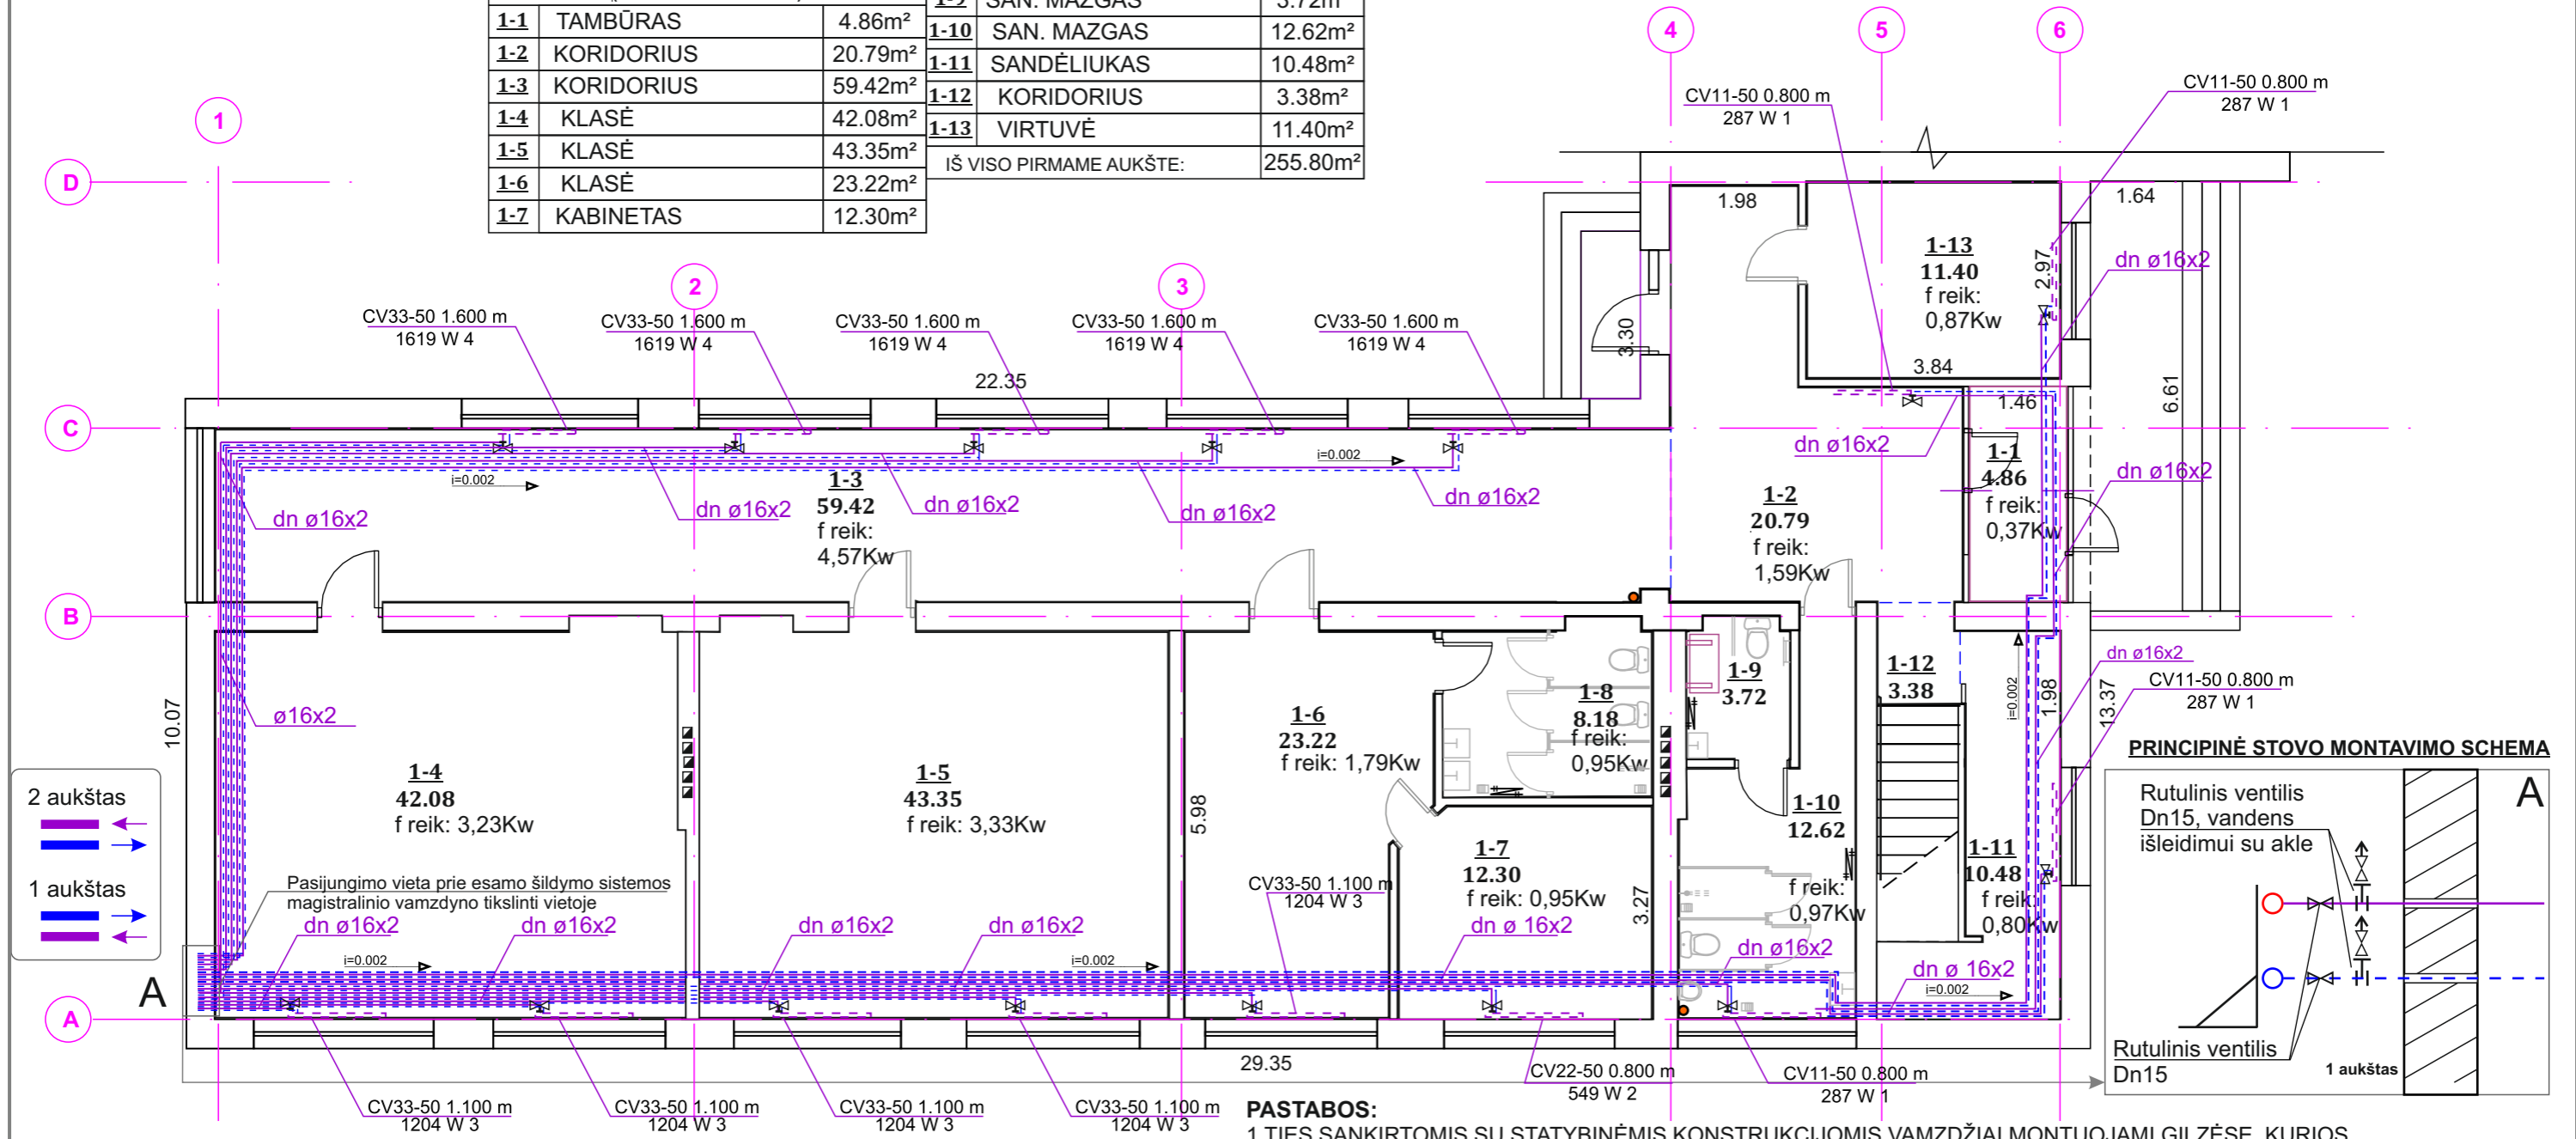 1-1 TAMBŪRAS 4.86m²
1-2 KORIDORIUS 20.79m²
1-3 KORIDORIUS 59.42m²
1-4 KLASĖ 42.08m²
1-5 KLASĖ 43.35m²
1-6 KLASĖ 23.22m²
1-7 KABINETAS 12.30m²
1-9 SAN. MAZGAS 3.72m²
1-10 SAN. MAZGAS 12.62m²
1-11 SANDĖLIUKAS 10.48m²
1-12 KORIDORIUS 3.38m²
1-13 VIRTUVĖ 11.40m²
IŠ VISO PIRMAME AUKŠTE: 255.80m²
1
2
3
4
5
6
D
C
B
A
CV11-50 0.800 m
287 W 1
CV11-50 0.800 m
287 W 1
1.98
1.64
1-13
11.40
f reik:
0,87Kw
2.97
dn ø16x2
3.30
3.84
6.61
CV33-50 1.600 m
1619 W 4
CV33-50 1.600 m
1619 W 4
CV33-50 1.600 m
1619 W 4
CV33-50 1.600 m
1619 W 4
CV33-50 1.600 m
1619 W 4
22.35
1.46
dn ø16x2
1-1
4.86
f reik:
0,37Kw
dn ø16x2
i=0.002
i=0.002
1-3
59.42
f reik:
4,57Kw
dn ø16x2
dn ø16x2
dn ø16x2
dn ø16x2
dn ø16x2
1-2
20.79
f reik:
1,59Kw
10.07
ø16x2
1-4
42.08
f reik: 3,23Kw
1-5
43.35
f reik: 3,33Kw
5.98
1-6
23.22
f reik: 1,79Kw
1-8
8.18
f reik:
0,95Kw
1-9
3.72
1-12
3.38
i=0.002
1.98
13.37
dn ø16x2
CV11-50 0.800 m
287 W 1
1-7
12.30
f reik: 0,95Kw
3.27
1-10
12.62
f reik:
0,97Kw
1-11
10.48
f reik:
0,80Kw
2 aukštas
1 aukštas
Pasijungimo vieta prie esamo šildymo sistemos
magistralinio vamzdyno tikslinti vietoje
dn ø16x2
dn ø16x2
dn ø16x2
dn ø16x2
CV33-50 1.100 m
1204 W 3
dn ø 16x2
dn ø16x2
dn ø 16x2
i=0.002
i=0.002
i=0.002
A
29.35
CV33-50 1.100 m
1204 W 3
CV33-50 1.100 m
1204 W 3
CV33-50 1.100 m
1204 W 3
CV33-50 1.100 m
1204 W 3
CV22-50 0.800 m
549 W 2
CV11-50 0.800 m
287 W 1
PRINCIPINĖ STOVO MONTAVIMO SCHEMA
A
Rutulinis ventilis
Dn15, vandens
išleidimui su akle
Rutulinis ventilis
Dn15
1 aukštas
PASTABOS:
1.TIES SANKIRTOMIS SU STATYBINĖMIS KONSTRUKCIJOMIS VAMZDŽIAI MONTUOJAMI GILZĖSE, KURIOS